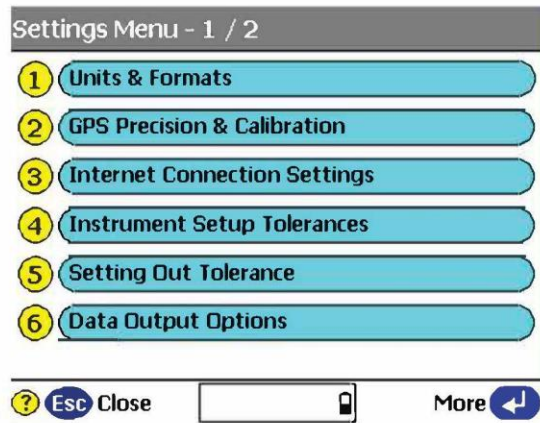 Settings Menu - 1 / 2
1 Units & Formats
2 GPS Precision & Calibration
3 Internet Connection Settings
4 Instrument Setup Tolerances
5 Setting Out Tolerance
6 Data Output Options
? Esc Close More